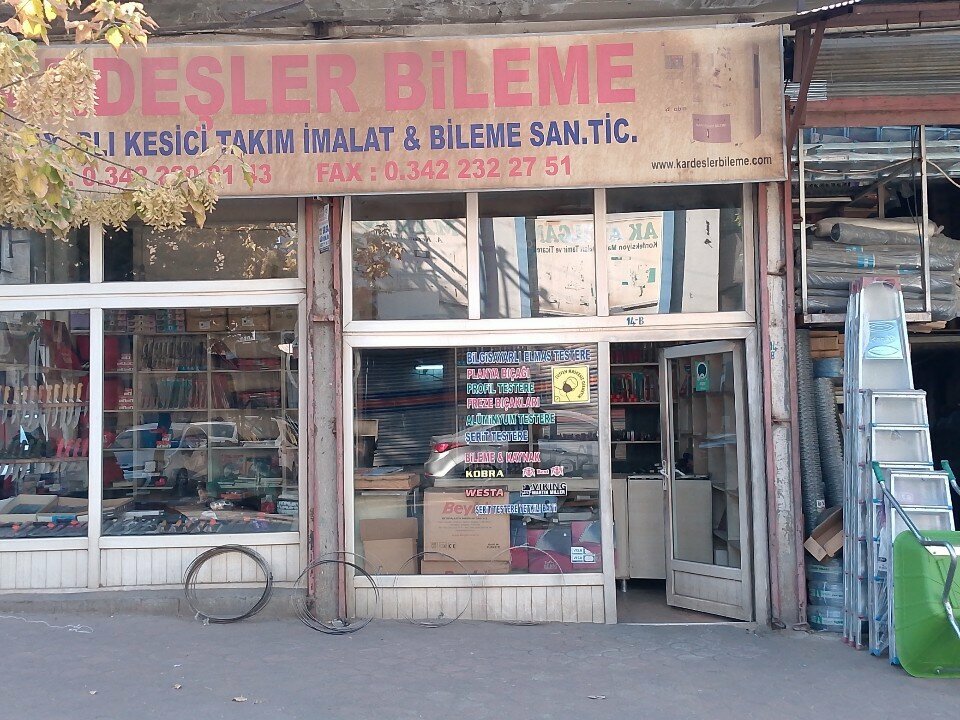 KARDEŞLER BİLEME
KESİCİ TAKIM İMALAT & BİLEME SAN.TİC.
FAX : 0.342 232 27 51
www.kardeslerbileme.com
14-B
BİLGİSAYARLI ELMAS TESTERE
PLANYA BIÇAĞI
PROFİL TESTERE
FREZE BIÇAKLARI
ALÜMİNYUM TESTERE
ŞERİT TESTERE
BİLEME & KAYNAK
KOBRA
WESTA
VIKING
ŞERİT TESTERE